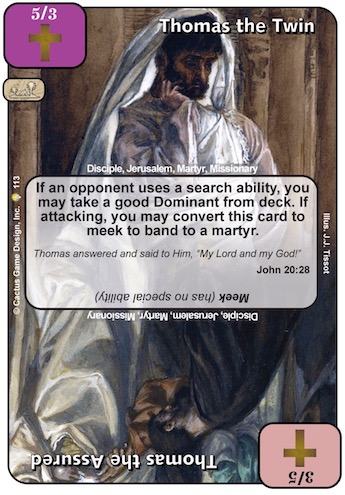 5/3
Thomas the Twin
Disciple, Jerusalem, Martyr, Missionary
If an opponent uses a search ability, you
may take a good Dominant from deck. If
attacking, you may convert this card to
meek to band to a martyr.
Thomas answered and said to Him, “My Lord and my God!”
John 20:28
© Cactus Game Design, Inc. 113
Illus. J.J. Tissot
Meek (has no special ability)
Disciple, Jerusalem, Martyr, Missionary
Thomas the Assured
3/5